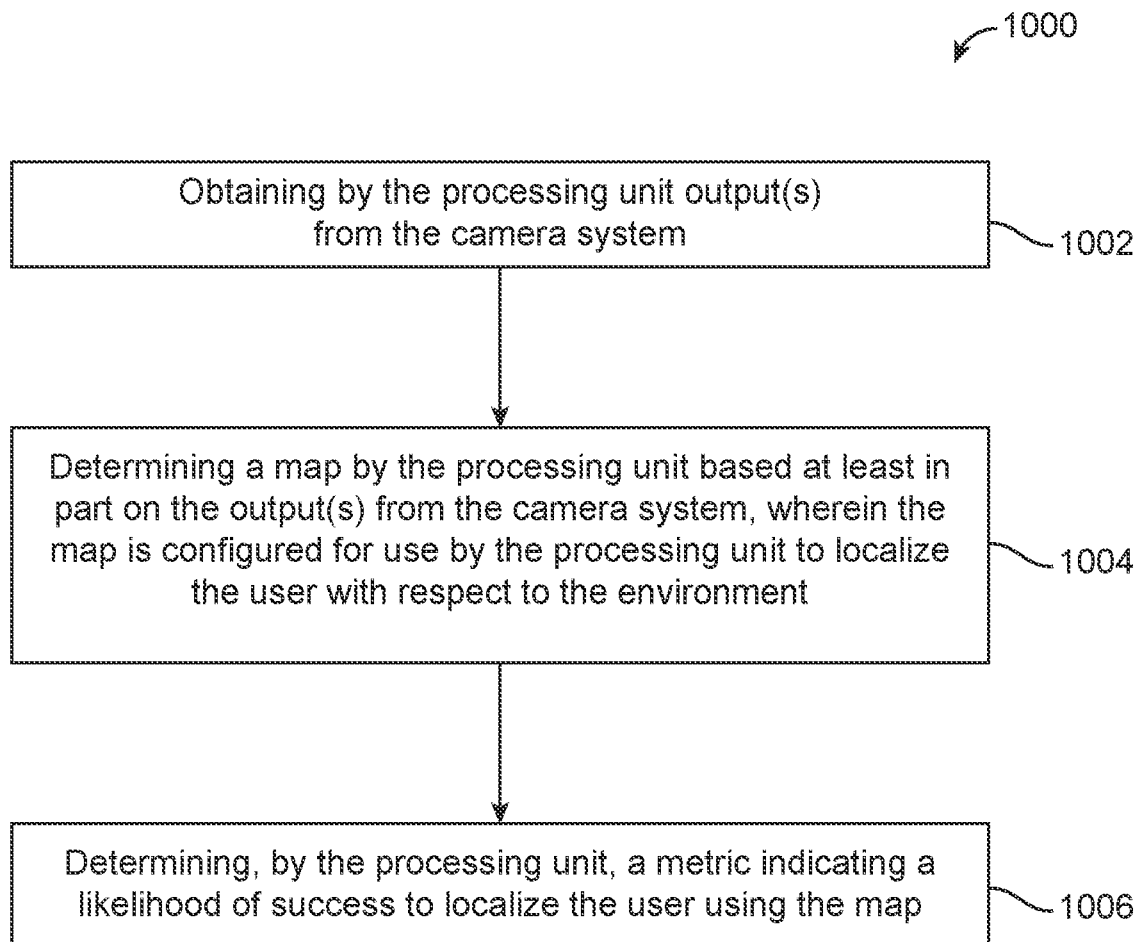 1000
Obtaining by the processing unit output(s)
from the camera system
1002
Determining a map by the processing unit based at least in
part on the output(s) from the camera system, wherein the
map is configured for use by the processing unit to localize
the user with respect to the environment
1004
Determining, by the processing unit, a metric indicating a
likelihood of success to localize the user using the map
1006